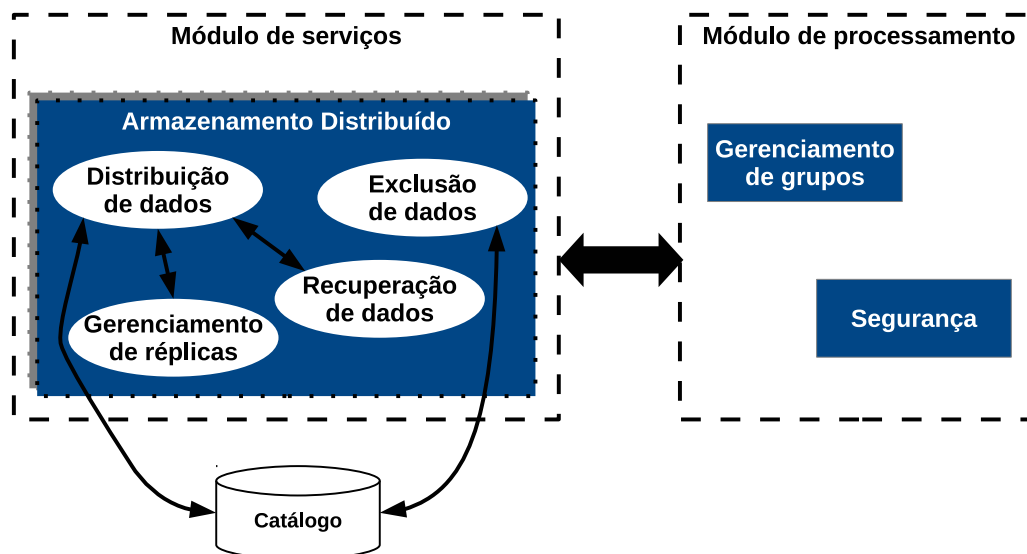 Módulo de serviços
Armazenamento Distribuído
Distribuição
de dados
Exclusão
de dados
Recuperação
de dados
Gerenciamento
de réplicas
Catálogo
Módulo de processamento
Gerenciamento
de grupos
Segurança